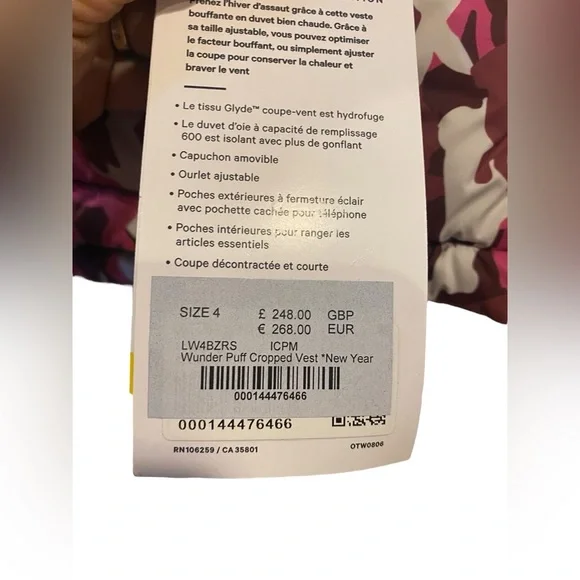 d'assaut grâce à cette veste
bouffante en duvet bien chaude. Grâce à
sa taille ajustable, vous pouvez optimiser
le facteur bouffant, ou simplement ajuster
la coupe pour conserver la chaleur et
braver le vent
• Le tissu Glyde™ coupe-vent est hydrofuge
• Le duvet d'oie à capacité de remplissage
600 est isolant avec plus de gonflant
• Capuchon amovible
• Ourlet ajustable
• Poches extérieures à fermeture éclair
avec pochette cachée pour téléphone
• Poches intérieures pour ranger les
articles essentiels
• Coupe décontractée et courte
SIZE 4 £ 248.00 GBP
€ 268.00 EUR
LW4BZRS ICPM
Wunder Puff Cropped Vest *New Year
000144476466
000144476466
RN106259 / CA 35801 OTW0806